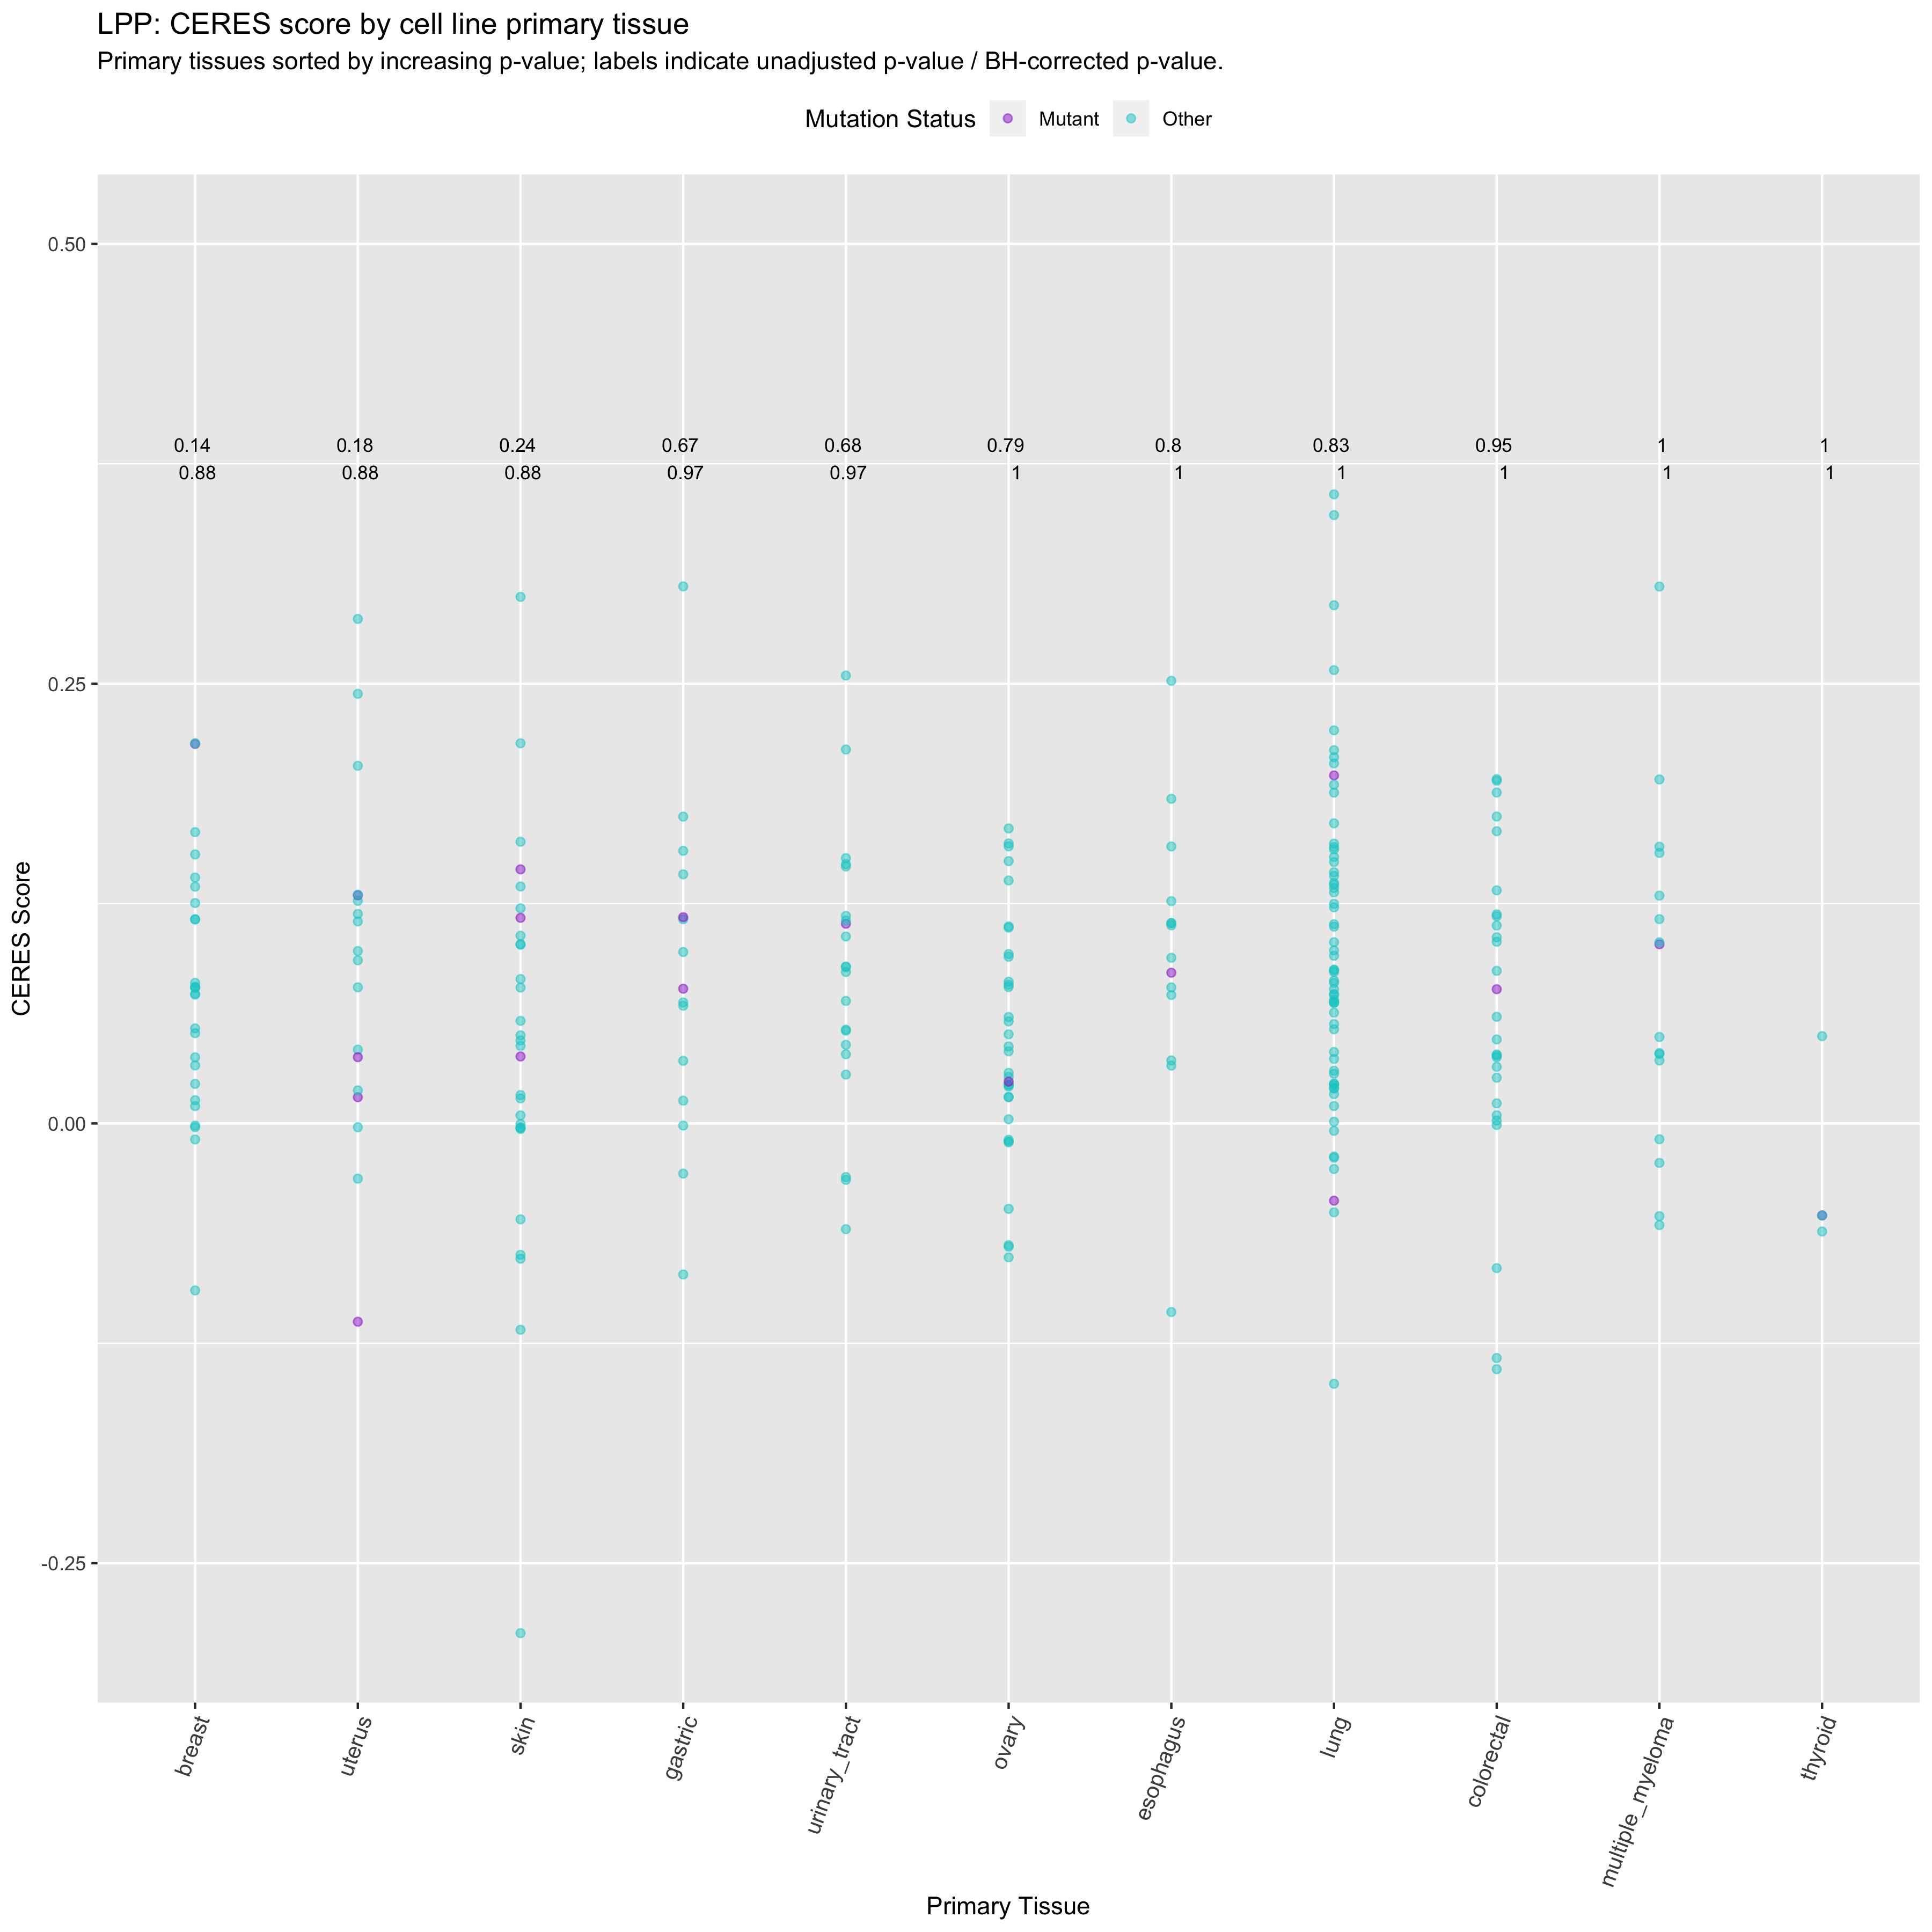 LPP: CERES score by cell line primary tissue
Primary tissues sorted by increasing p-value; labels indicate unadjusted p-value / BH-corrected p-value.
Mutation Status Mutant Other
0.50
0.14 0.18 0.24 0.67 0.68 0.79 0.8 0.83 0.95 1 1
0.88 0.88 0.88 0.97 0.97 1 1 1 1 1 1
0.25
CERES Score
0.00
-0.25
breast uterus skin gastric urinary_tract ovary esophagus lung colorectal multiple_myeloma thyroid
Primary Tissue